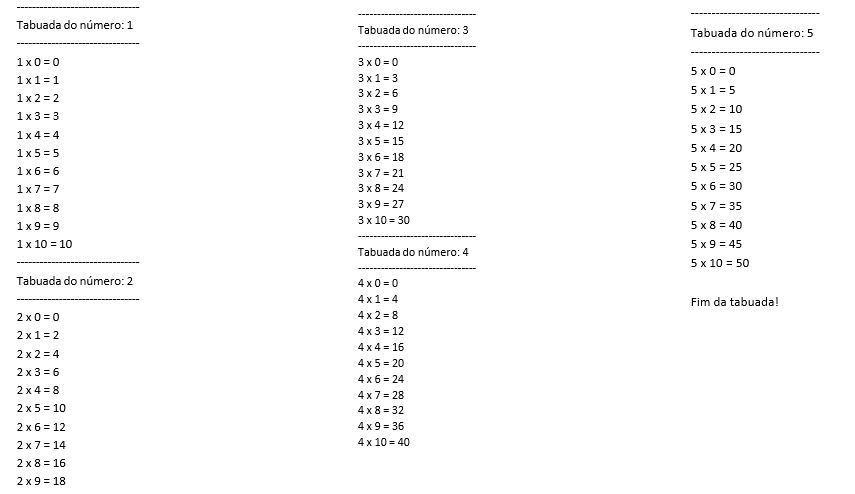 --------------------------------
Tabuada do número: 1
--------------------------------
1 x 0 = 0
1 x 1 = 1
1 x 2 = 2
1 x 3 = 3
1 x 4 = 4
1 x 5 = 5
1 x 6 = 6
1 x 7 = 7
1 x 8 = 8
1 x 9 = 9
1 x 10 = 10
--------------------------------
Tabuada do número: 2
--------------------------------
2 x 0 = 0
2 x 1 = 2
2 x 2 = 4
2 x 3 = 6
2 x 4 = 8
2 x 5 = 10
2 x 6 = 12
2 x 7 = 14
2 x 8 = 16
2 x 9 = 18
--------------------------------
Tabuada do número: 3
--------------------------------
3 x 0 = 0
3 x 1 = 3
3 x 2 = 6
3 x 3 = 9
3 x 4 = 12
3 x 5 = 15
3 x 6 = 18
3 x 7 = 21
3 x 8 = 24
3 x 9 = 27
3 x 10 = 30
--------------------------------
Tabuada do número: 4
--------------------------------
4 x 0 = 0
4 x 1 = 4
4 x 2 = 8
4 x 3 = 12
4 x 4 = 16
4 x 5 = 20
4 x 6 = 24
4 x 7 = 28
4 x 8 = 32
4 x 9 = 36
4 x 10 = 40
--------------------------------
Tabuada do número: 5
--------------------------------
5 x 0 = 0
5 x 1 = 5
5 x 2 = 10
5 x 3 = 15
5 x 4 = 20
5 x 5 = 25
5 x 6 = 30
5 x 7 = 35
5 x 8 = 40
5 x 9 = 45
5 x 10 = 50
Fim da tabuada!